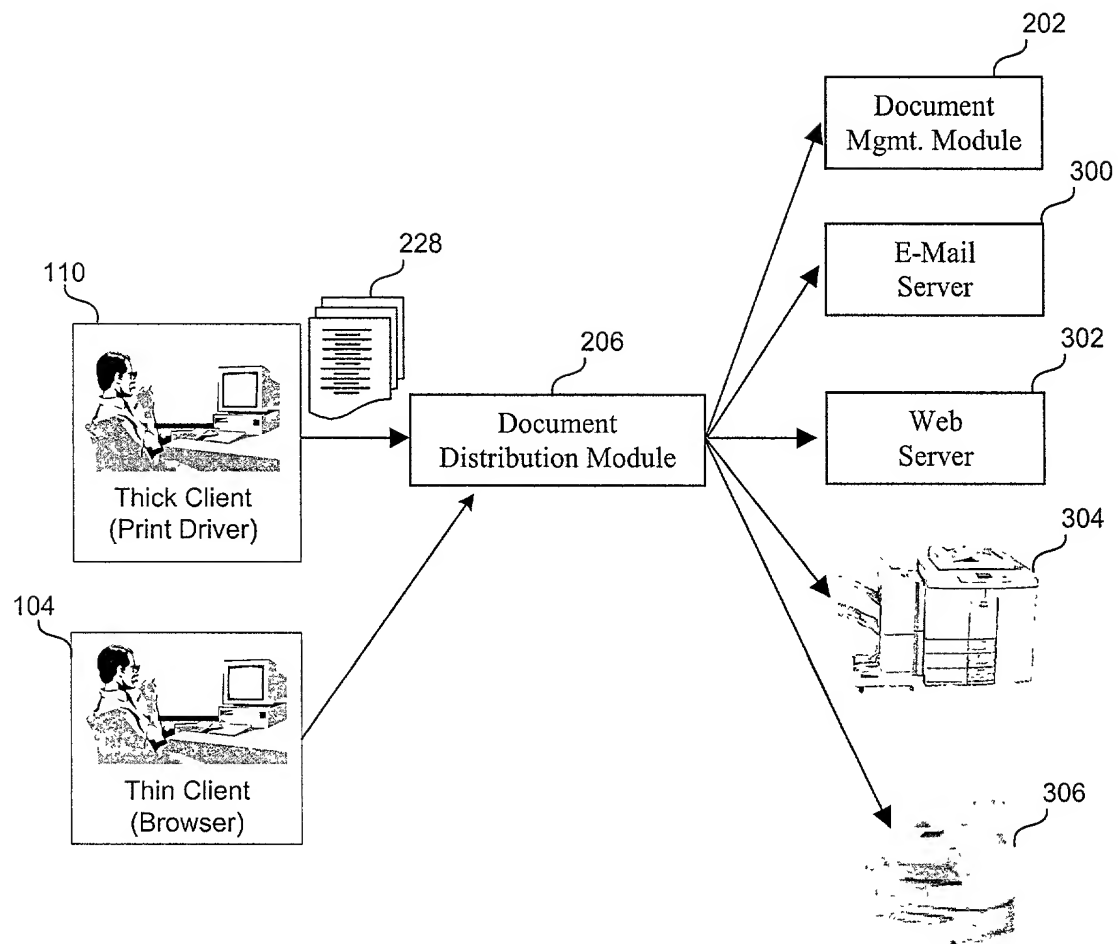 202
Document
Mgmt. Module
300
E-Mail
Server
228
110
206
302
Document
Distribution Module
Web
Server
Thick Client
(Print Driver)
304
104
Thin Client
(Browser)
306